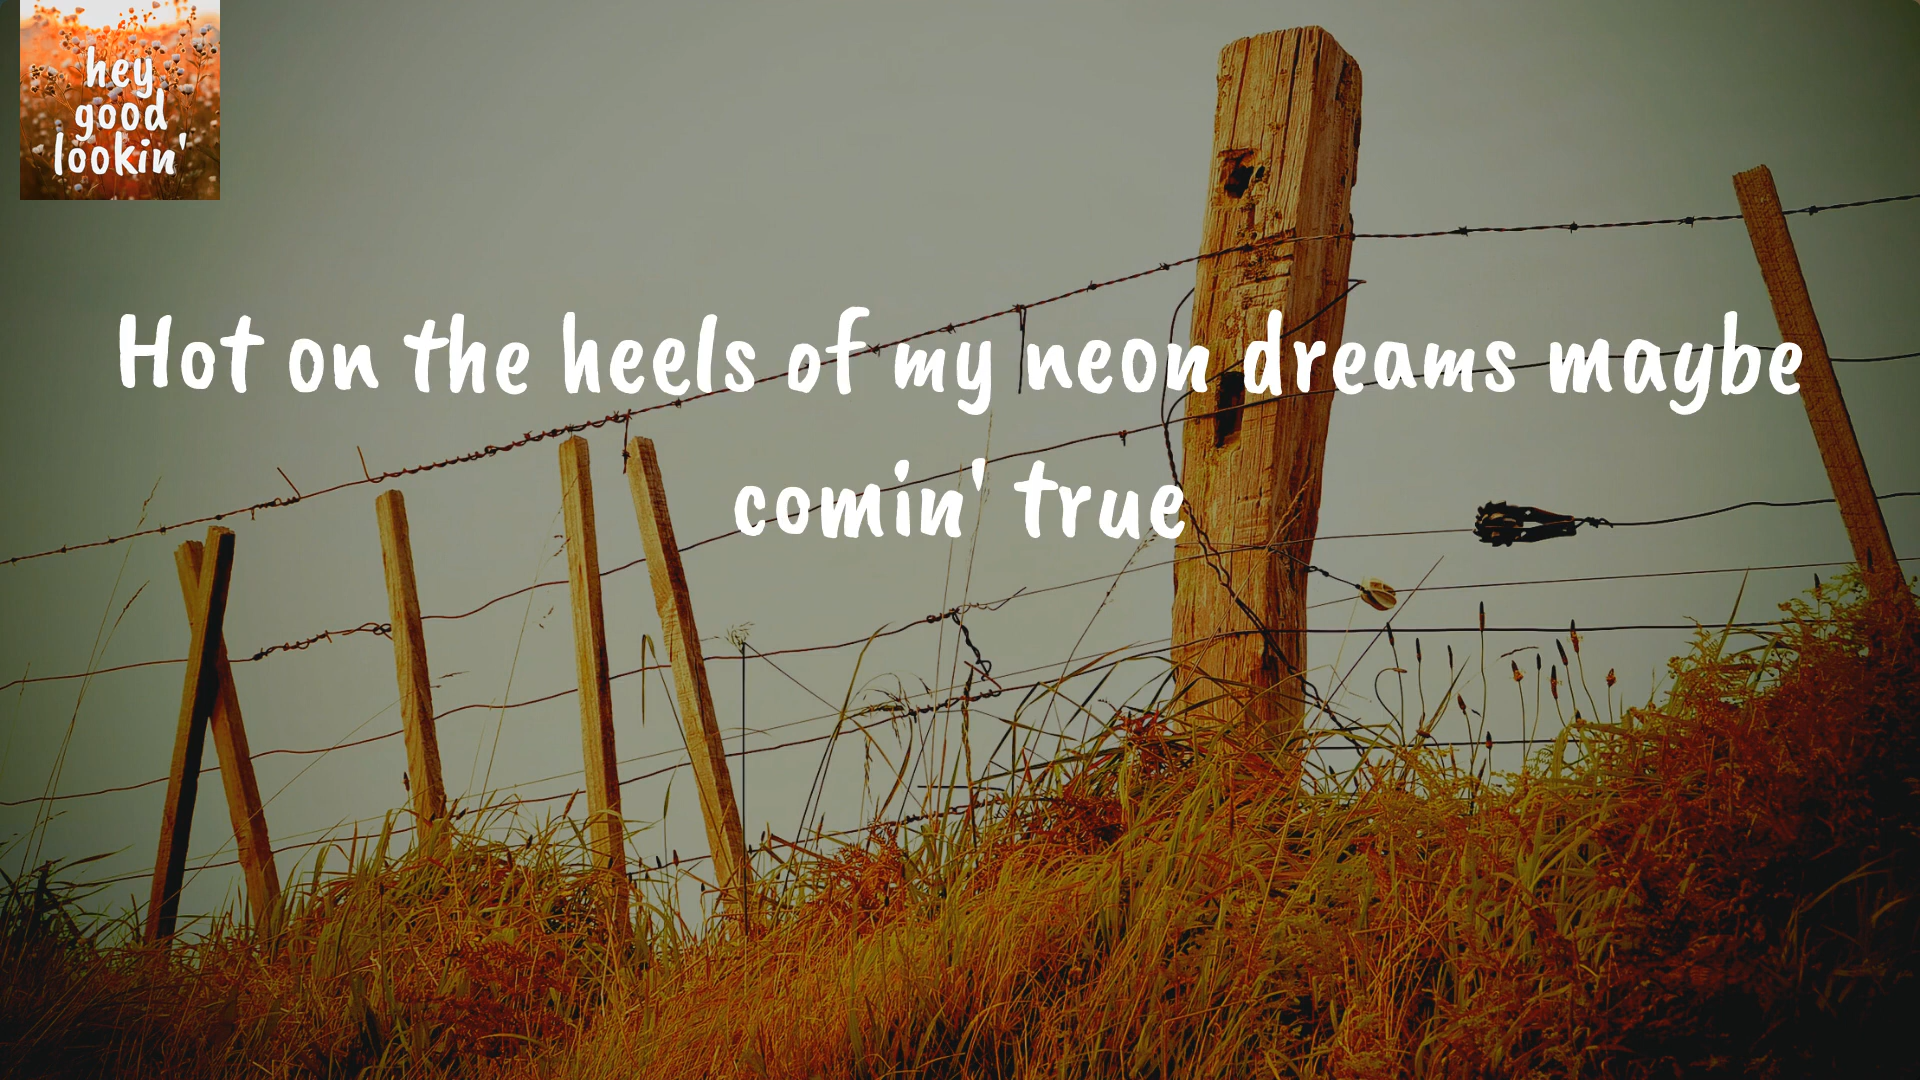 hey
good
lookin'
Hot on the heels of my neon dreams maybe
comin' true